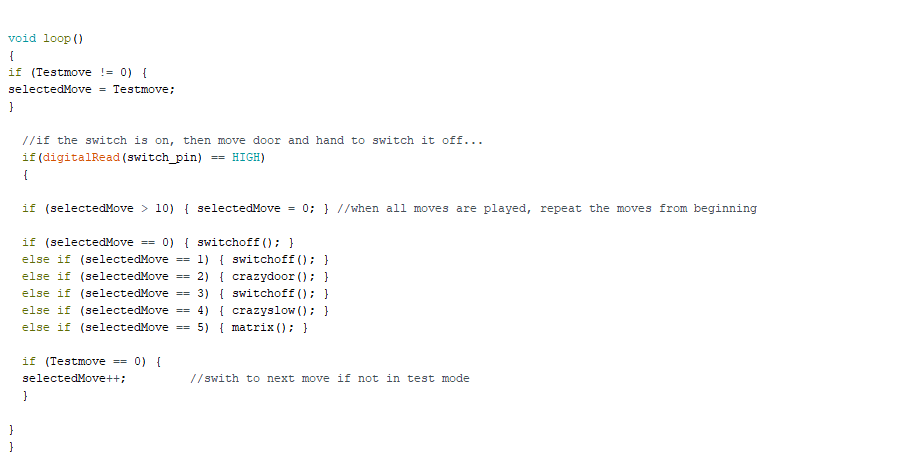 void loop()
{
if (Testmove != 0) {
selectedMove = Testmove;
}
//if the switch is on, then move door and hand to switch it off...
if(digitalRead(switch_pin) == HIGH)
{
if (selectedMove > 10) { selectedMove = 0; } //when all moves are played, repeat the moves from beginning
if (selectedMove == 0) { switchoff(); }
else if (selectedMove == 1) { switchoff(); }
else if (selectedMove == 2) { crazydoor(); }
else if (selectedMove == 3) { switchoff(); }
else if (selectedMove == 4) { crazyslow(); }
else if (selectedMove == 5) { matrix(); }
if (Testmove == 0) {
selectedMove++; //swith to next move if not in test mode
}
}
}